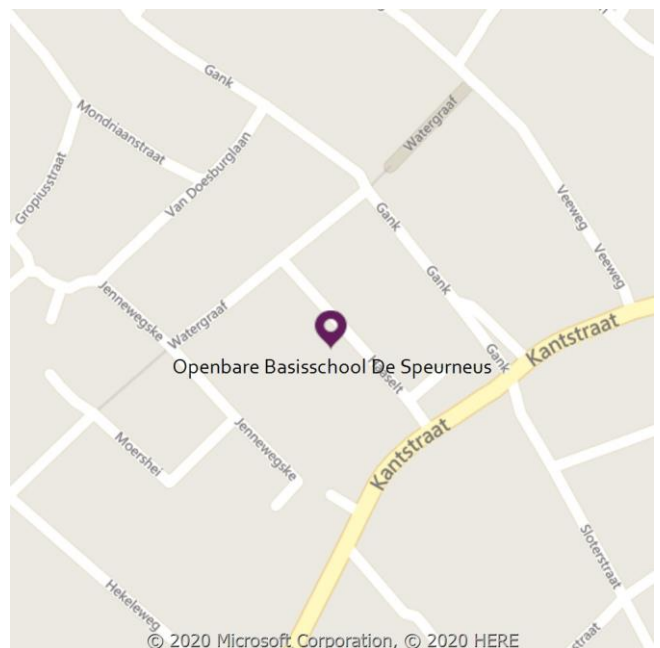 Gank
Mondriaanstraat
Watergraaf
Gropiusstraat
Van Doesburglaan
Gank
Veeweg
Gank
Veeweg
Jennewegske
Watergraaf
Kantstraat
Gank
Openbare Basisschool De Speurneus
Moershei
Jennewegske
Kantstraat
Sloterstraat
Hekeleweg
straat
© 2020 Microsoft Corporation, © 2020 HERE